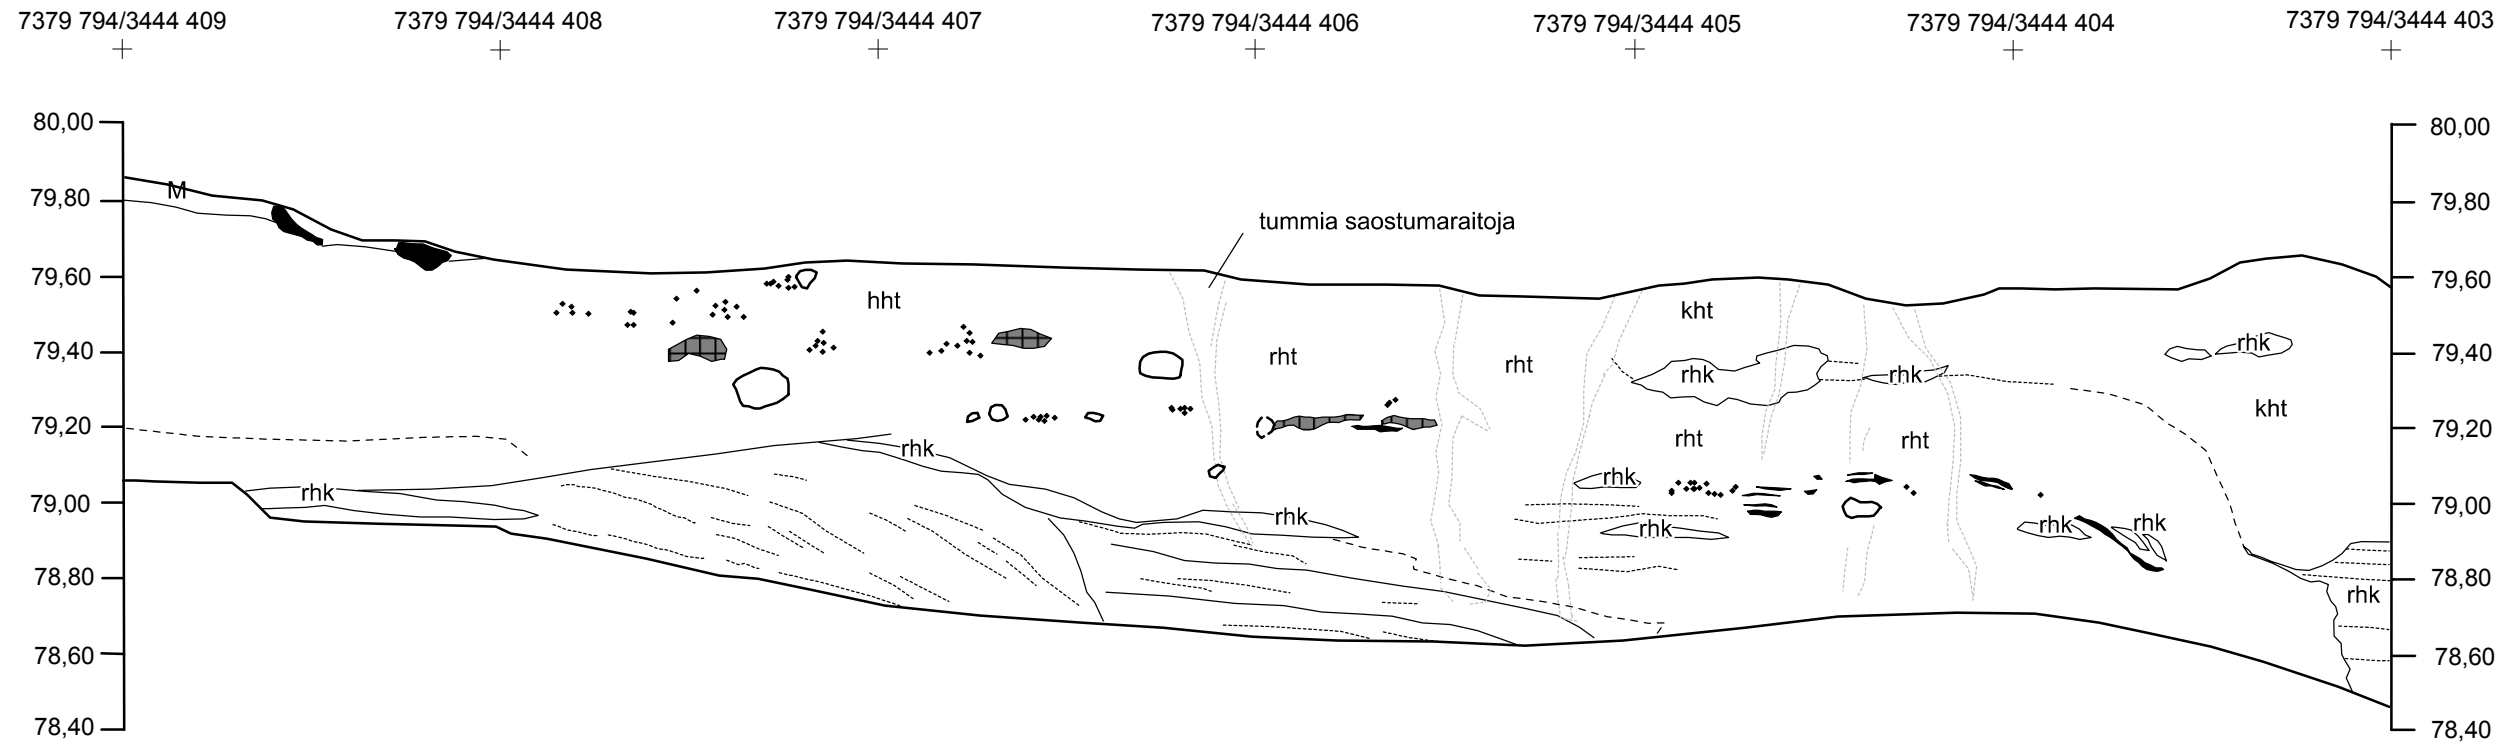 7379 794/3444 409 7379 794/3444 408 7379 794/3444 407 7379 794/3444 406 7379 794/3444 405 7379 794/3444 404 7379 794/3444 403
80,00 80,00
79,80 M 79,80
tummia saostumaraitoja
79,60 79,60
hht kht
79,40 rht rht rhk rhk rhk 79,40
kht
79,20 rhk rht rht 79,20
rhk rhk
79,00 rhk rhk rhk rhk 79,00
78,80 78,80
rhk
78,60 78,60
78,40 78,40